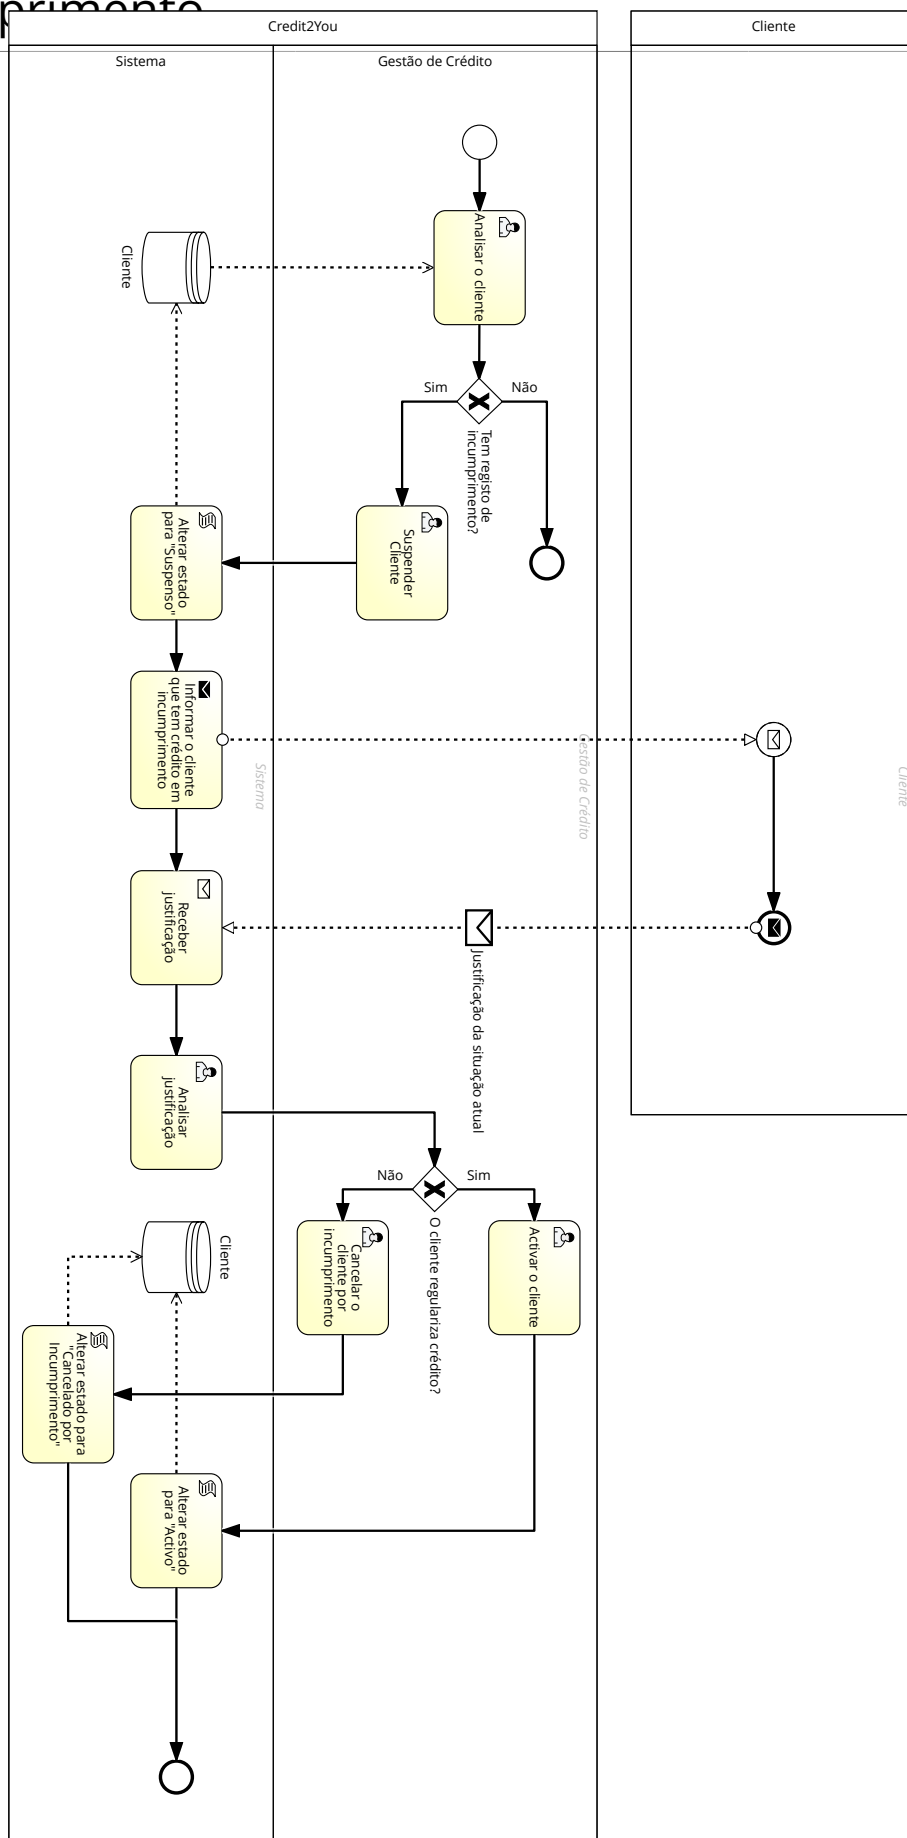 primento
Credit2You
Cliente
Sistema
Gestão de Crédito
Analisar o cliente
Cliente
Sim
Não
Tem registo de
incumprimento?
Suspender
Cliente
Alterar estado
para "Suspenso"
Informar o cliente
que tem crédito em
incumprimento
Sistema
Gestão de Crédito
Cliente
Receber
justificação
Justificação da situação atual
Analisar
justificação
Não
Sim
O cliente regulariza crédito?
Cancelar o
cliente por
incumprimento
Activar o cliente
Cliente
Alterar estado para
"Cancelado por
Incumprimento"
Alterar estado
para "Activo"